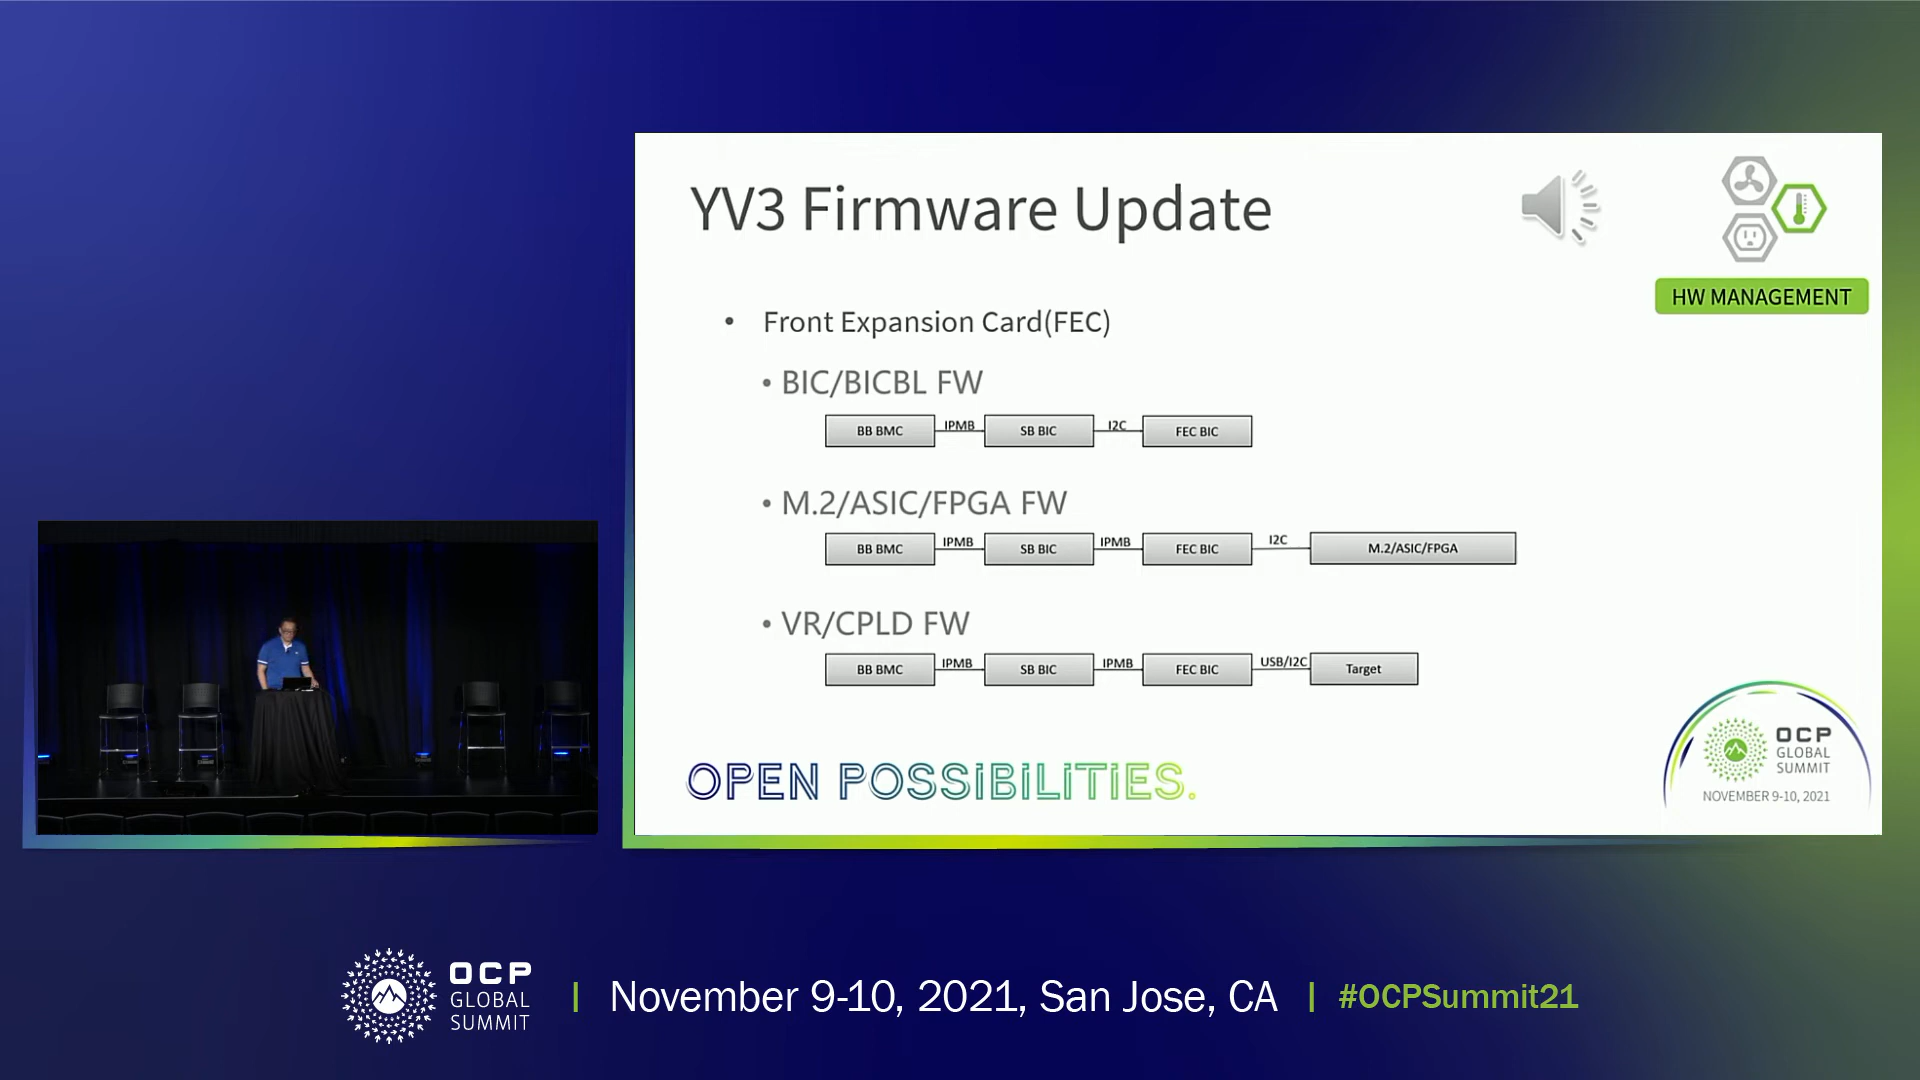 YV3 Firmware Update
HW MANAGEMENT
• Front Expansion Card(FEC)
• BIC/BICBL FW
BB BMC IPMB SB BIC I2C FEC BIC
• M.2/ASIC/FPGA FW
BB BMC IPMB SB BIC IPMB FEC BIC I2C M.2/ASIC/FPGA
• VR/CPLD FW
BB BMC IPMB SB BIC IPMB FEC BIC USB/I2C Target
OPEN POSSIBILITIES.
OCP
GLOBAL
SUMMIT
NOVEMBER 9-10, 2021
OCP
GLOBAL
SUMMIT
| November 9-10, 2021, San Jose, CA | #OCPSummit21